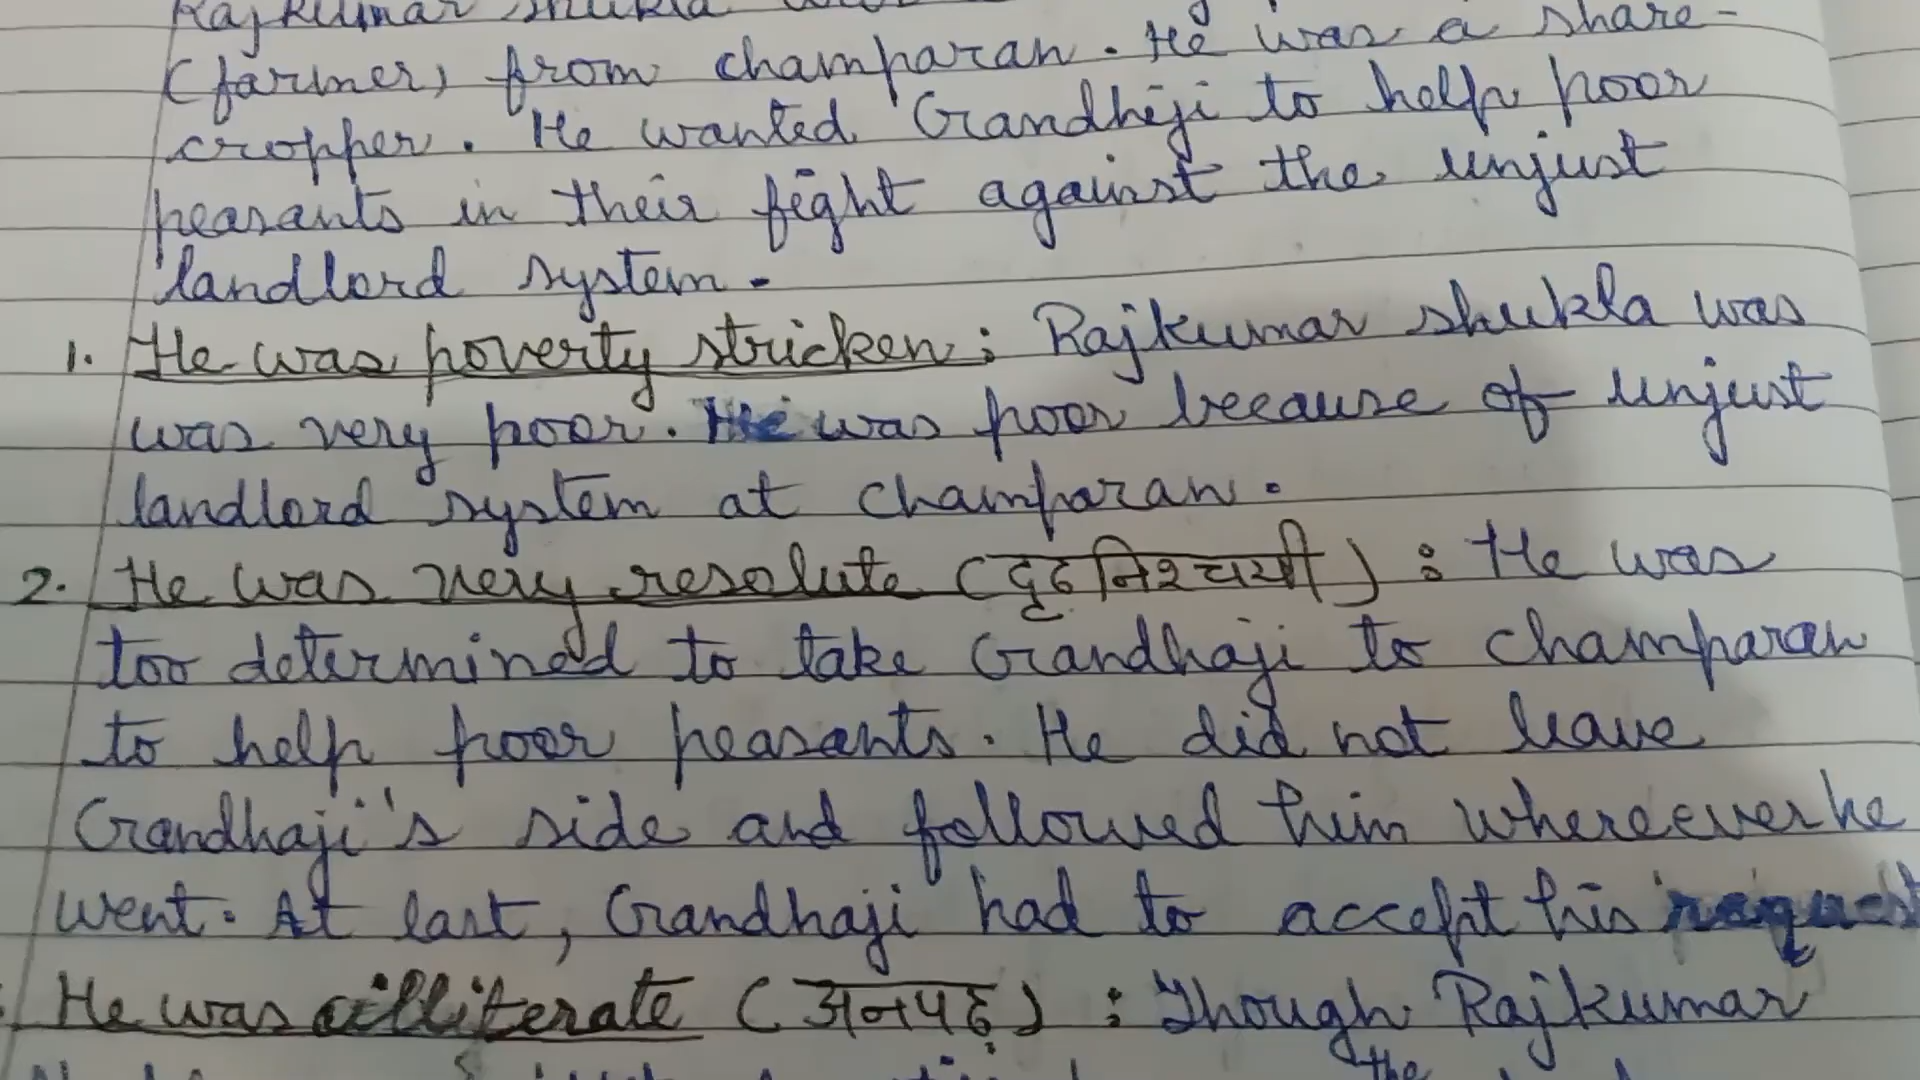 Rajkumar Shukla
(farmer) from champaran. He was a share-
cropper. He wanted Gandhiji to help poor
peasants in their fight against the unjust
landlord system.
1. He was poverty stricken : Rajkumar shukla was
was very poor. He was poor because of unjust
landlord system at Champaran.
2. He was very resolute (दृढ निश्चयी) : He was
too determined to take Gandhaji to Champaran
to help poor peasants. He did not leave
Gandhaji's side and followed him whereever he
went. At last, Gandhaji had to accept his request
He was illiterate (अनपढ़) : Though Rajkumar
the